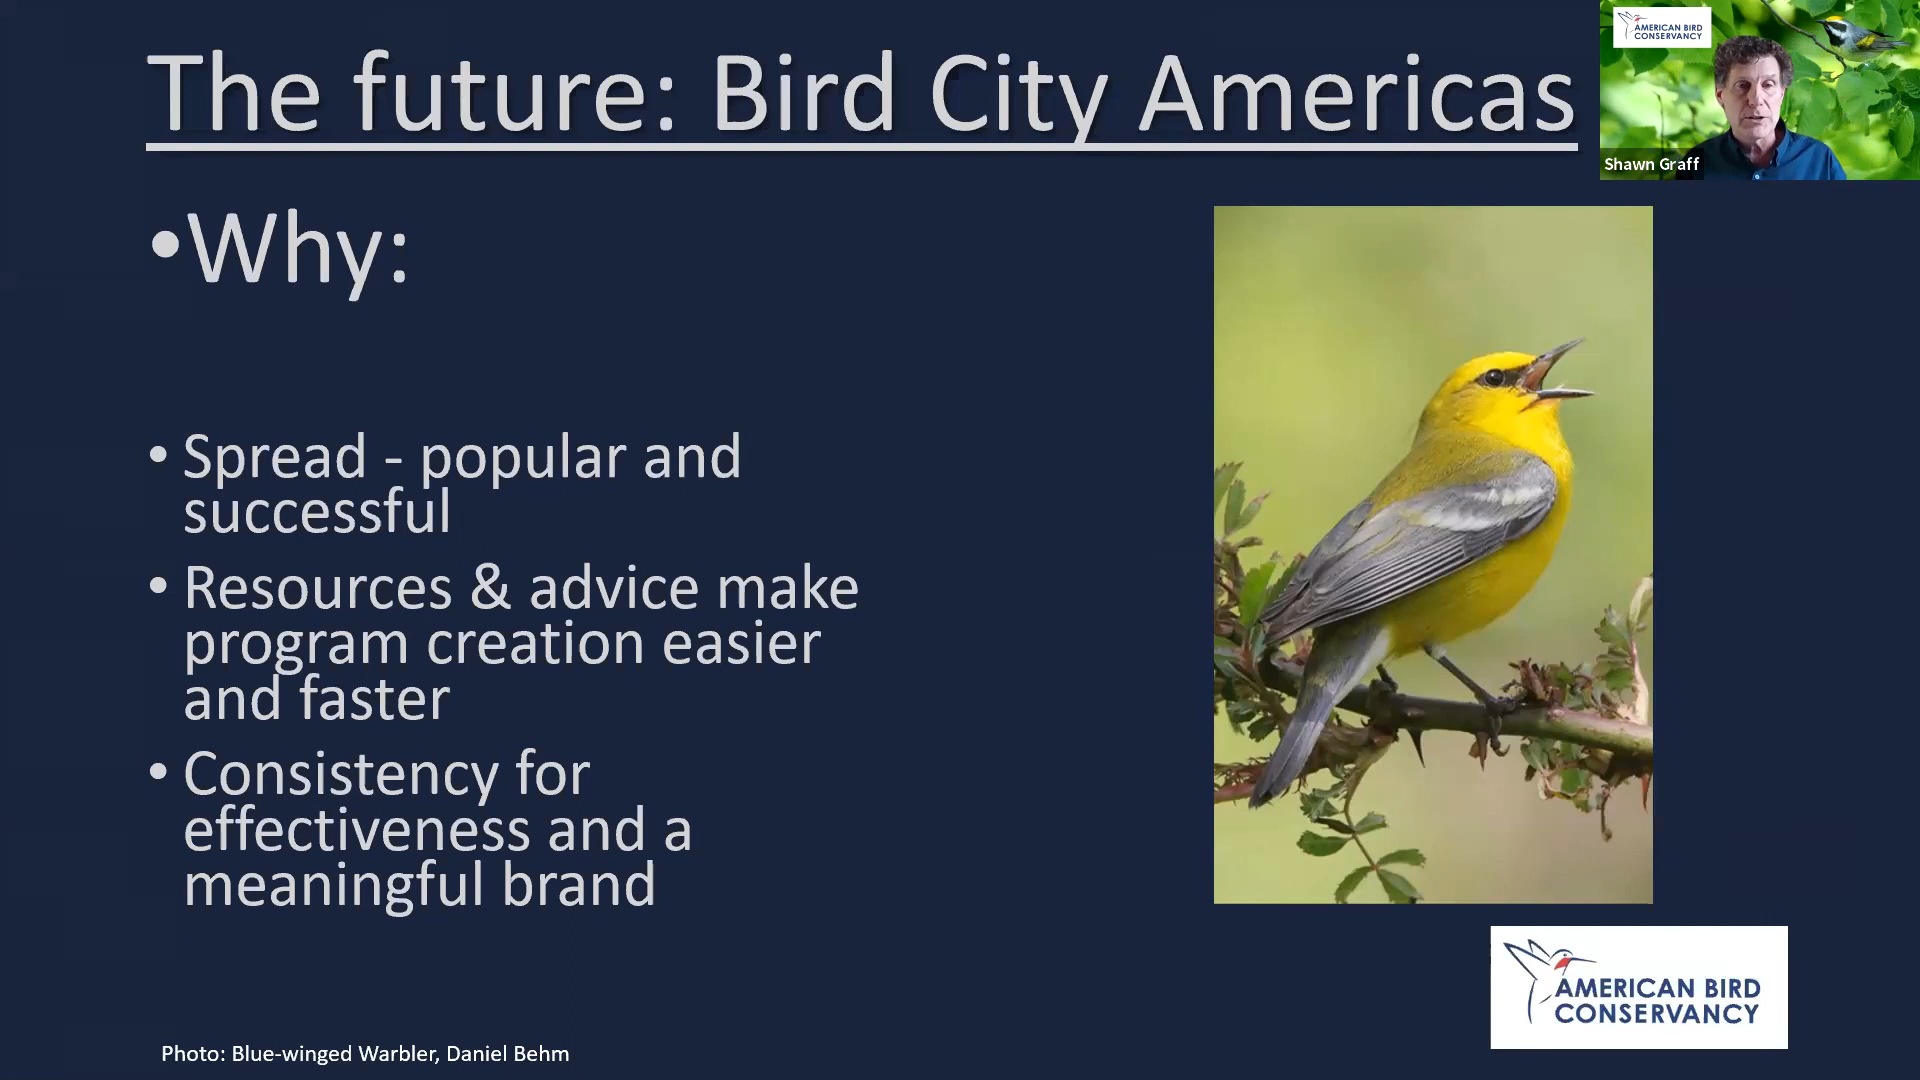 The future: Bird City Americas
AMERICAN BIRD
CONSERVANCY
Shawn Graff
•Why:
• Spread - popular and
successful
• Resources & advice make
program creation easier
and faster
• Consistency for
effectiveness and a
meaningful brand
AMERICAN BIRD
CONSERVANCY
Photo: Blue-winged Warbler, Daniel Behm